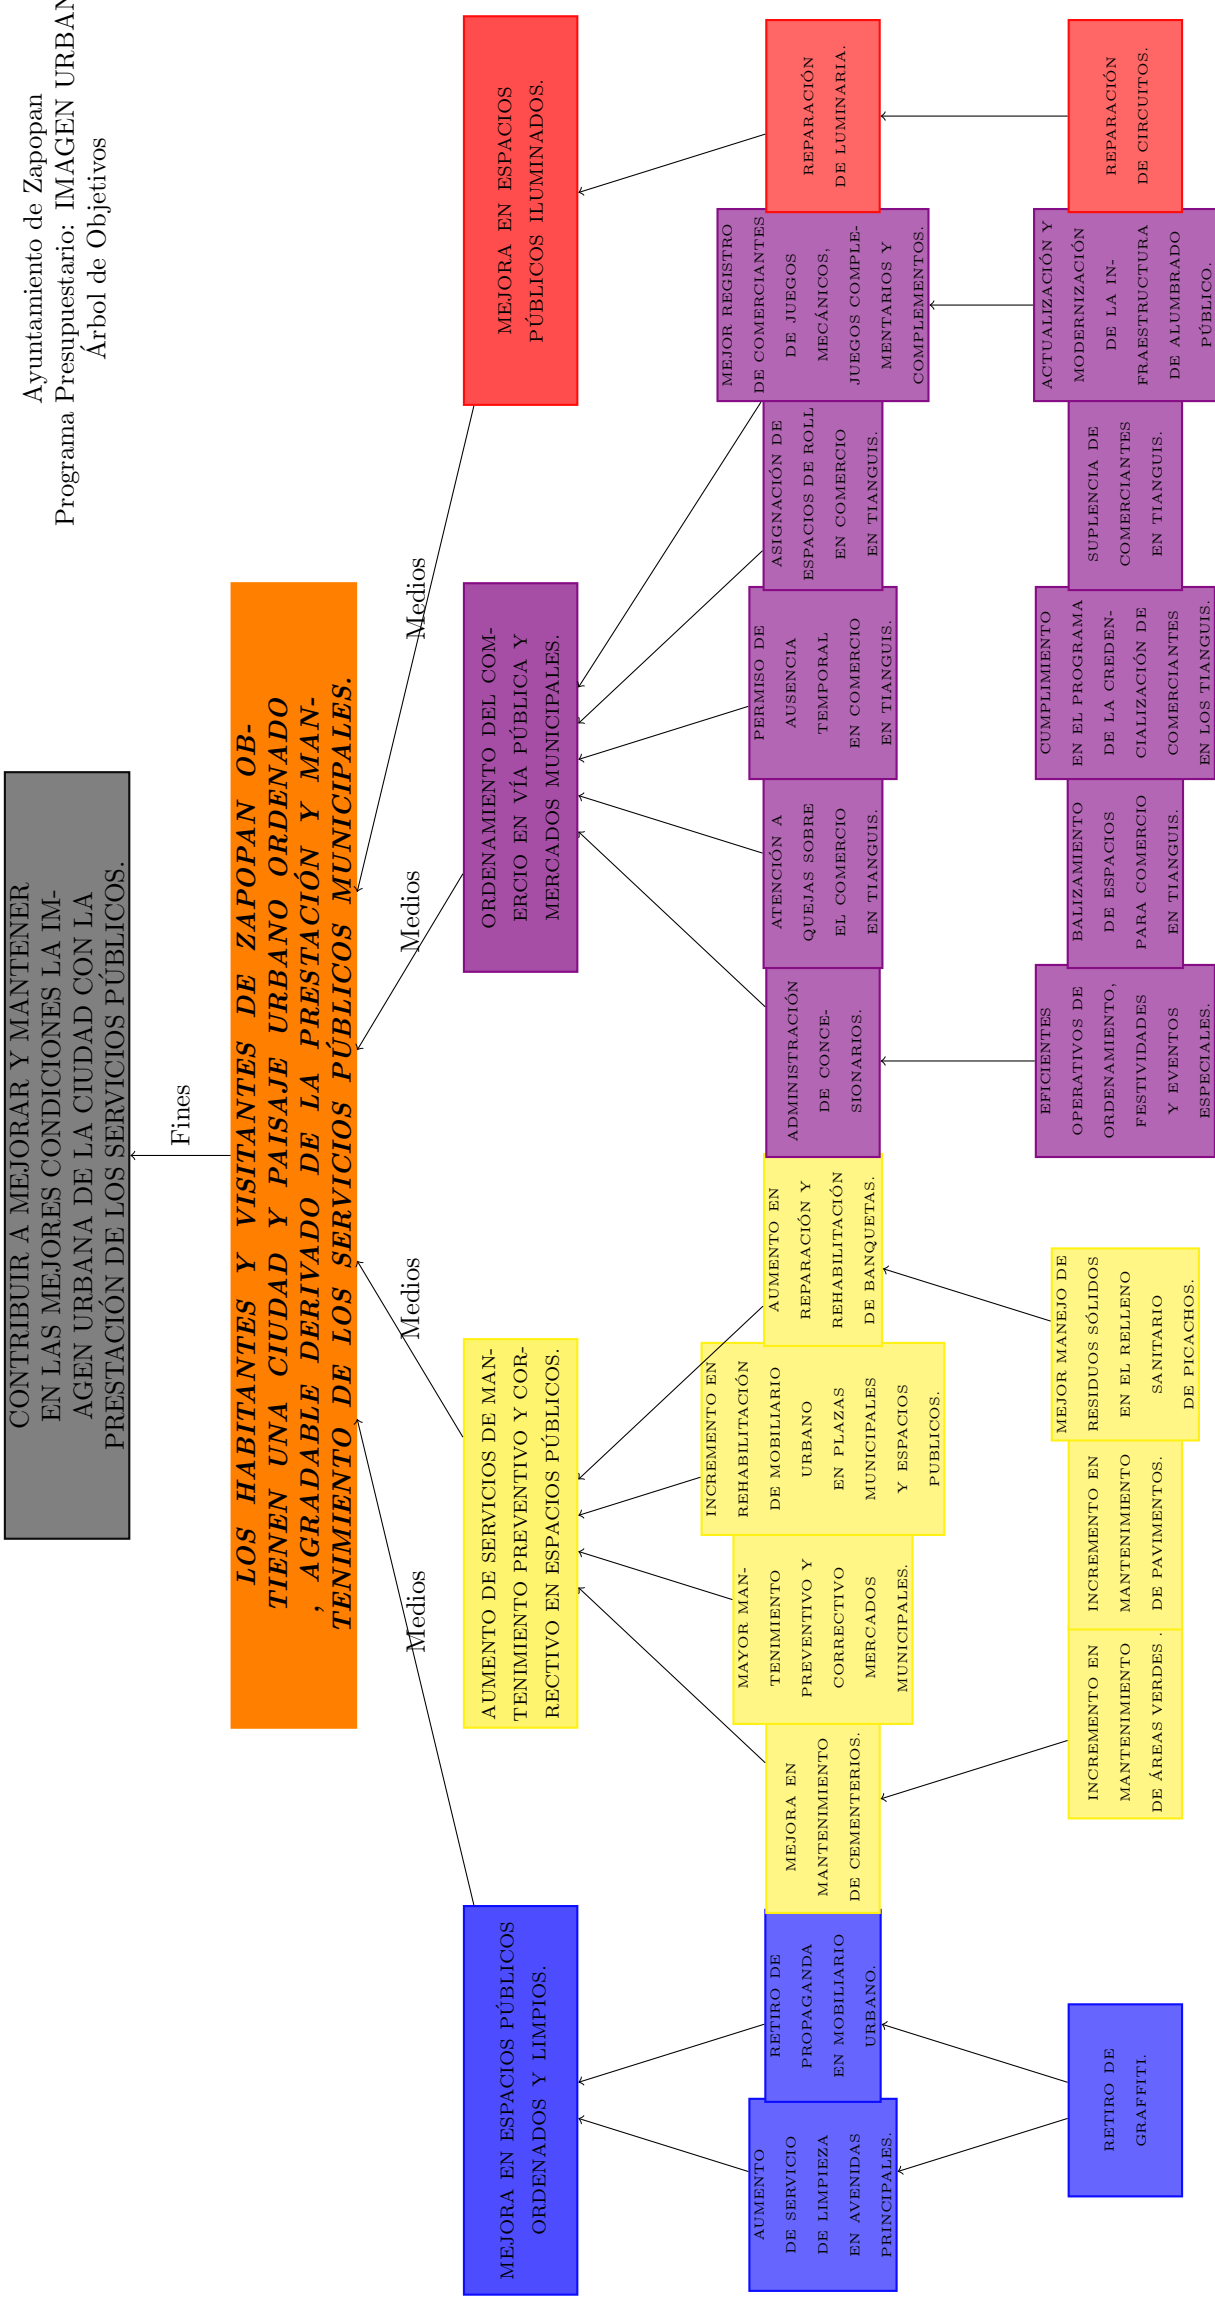 Ayuntamiento de Zapopan
Programa Presupuestario: IMAGEN URBAN
Árbol de Objetivos
CONTRIBUIR A MEJORAR Y MANTENER
EN LAS MEJORES CONDICIONES LA IM-
AGEN URBANA DE LA CIUDAD CON LA
PRESTACIÓN DE LOS SERVICIOS PÚBLICOS.
Fines
LOS HABITANTES Y VISITANTES DE ZAPOPAN OB-
TIENEN UNA CIUDAD Y PAISAJE URBANO ORDENADO
, AGRADABLE DERIVADO DE LA PRESTACIÓN Y MAN-
TENIMIENTO DE LOS SERVICIOS PÚBLICOS MUNICIPALES.
Medios
Medios
Medios
Medios
MEJORA EN ESPACIOS PÚBLICOS
ORDENADOS Y LIMPIOS.
AUMENTO DE SERVICIOS DE MAN-
TENIMIENTO PREVENTIVO Y COR-
RECTIVO EN ESPACIOS PÚBLICOS.
ORDENAMIENTO DEL COM-
ERCIO EN VÍA PÚBLICA Y
MERCADOS MUNICIPALES.
MEJORA EN ESPACIOS
PÚBLICOS ILUMINADOS.
AUMENTO
DE SERVICIO
DE LIMPIEZA
EN AVENIDAS
PRINCIPALES.
RETIRO DE
PROPAGANDA
EN MOBILIARIO
URBANO.
MEJORA EN
MANTENIMIENTO
DE CEMENTERIOS.
MAYOR MAN-
TENIMIENTO
PREVENTIVO Y
CORRECTIVO
MERCADOS
MUNICIPALES.
INCREMENTO EN
REHABILITACIÓN
DE MOBILIARIO
URBANO
EN PLAZAS
MUNICIPALES
Y ESPACIOS
PUBLICOS.
AUMENTO EN
REPARACIÓN Y
REHABILITACIÓN
DE BANQUETAS.
ADMINISTRACIÓN
DE CONCE-
SIONARIOS.
ATENCIÓN A
QUEJAS SOBRE
EL COMERCIO
EN TIANGUIS.
PERMISO DE
AUSENCIA
TEMPORAL
EN COMERCIO
EN TIANGUIS.
ASIGNACIÓN DE
ESPACIOS DE ROLL
EN COMERCIO
EN TIANGUIS.
MEJOR REGISTRO
DE COMERCIANTES
DE JUEGOS
MECÁNICOS,
JUEGOS COMPLE-
MENTARIOS Y
COMPLEMENTOS.
REPARACIÓN
DE LUMINARIA.
RETIRO DE
GRAFFITI.
INCREMENTO EN
MANTENIMIENTO
DE ÁREAS VERDES .
INCREMENTO EN
MANTENIMIENTO
DE PAVIMENTOS.
MEJOR MANEJO DE
RESIDUOS SÓLIDOS
EN EL RELLENO
SANITARIO
DE PICACHOS.
EFICIENTES
OPERATIVOS DE
ORDENAMIENTO,
FESTIVIDADES
Y EVENTOS
ESPECIALES.
BALIZAMIENTO
DE ESPACIOS
PARA COMERCIO
EN TIANGUIS.
CUMPLIMIENTO
EN EL PROGRAMA
DE LA CREDEN-
CIALIZACIÓN DE
COMERCIANTES
EN LOS TIANGUIS.
SUPLENCIA DE
COMERCIANTES
EN TIANGUIS.
ACTUALIZACIÓN Y
MODERNIZACIÓN
DE LA IN-
FRAESTRUCTURA
DE ALUMBRADO
PÚBLICO.
REPARACIÓN
DE CIRCUITOS.